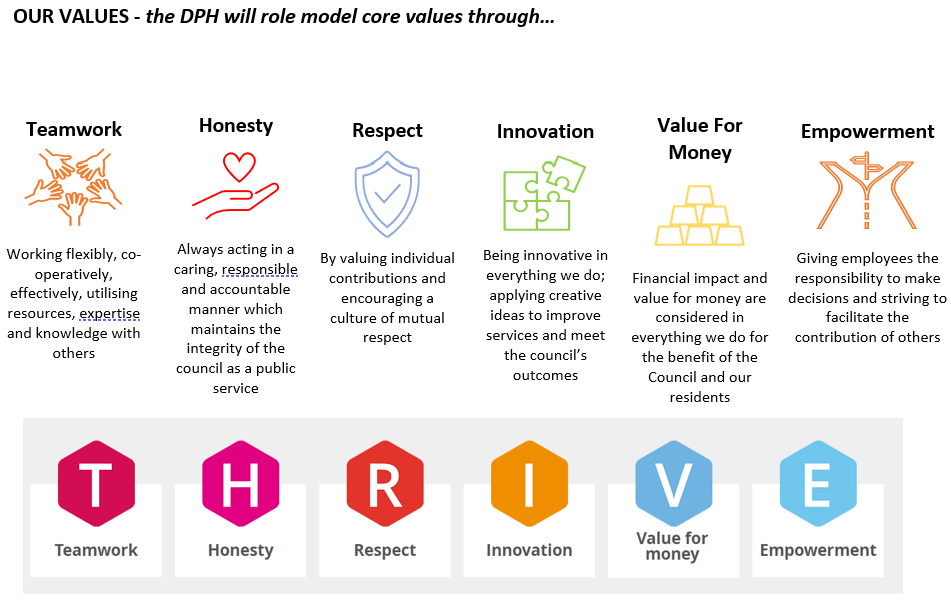 OUR VALUES - the DPH will role model core values through…
Teamwork
Working flexibly, co-
operatively,
effectively, utilising
resources, expertise
and knowledge with
others
Honesty
Always acting in a
caring, responsible
and accountable
manner which
maintains the
integrity of the
council as a public
service
Respect
By valuing individual
contributions and
encouraging a
culture of mutual
respect
Innovation
Being innovative in
everything we do;
applying creative
ideas to improve
services and meet
the council’s
outcomes
Value For
Money
Financial impact and
value for money are
considered in
everything we do for
the benefit of the
Council and our
residents
Empowerment
Giving employees the
responsibility to make
decisions and striving to
facilitate the
contribution of others
T
Teamwork
H
Honesty
R
Respect
I
Innovation
V
Value for
money
E
Empowerment